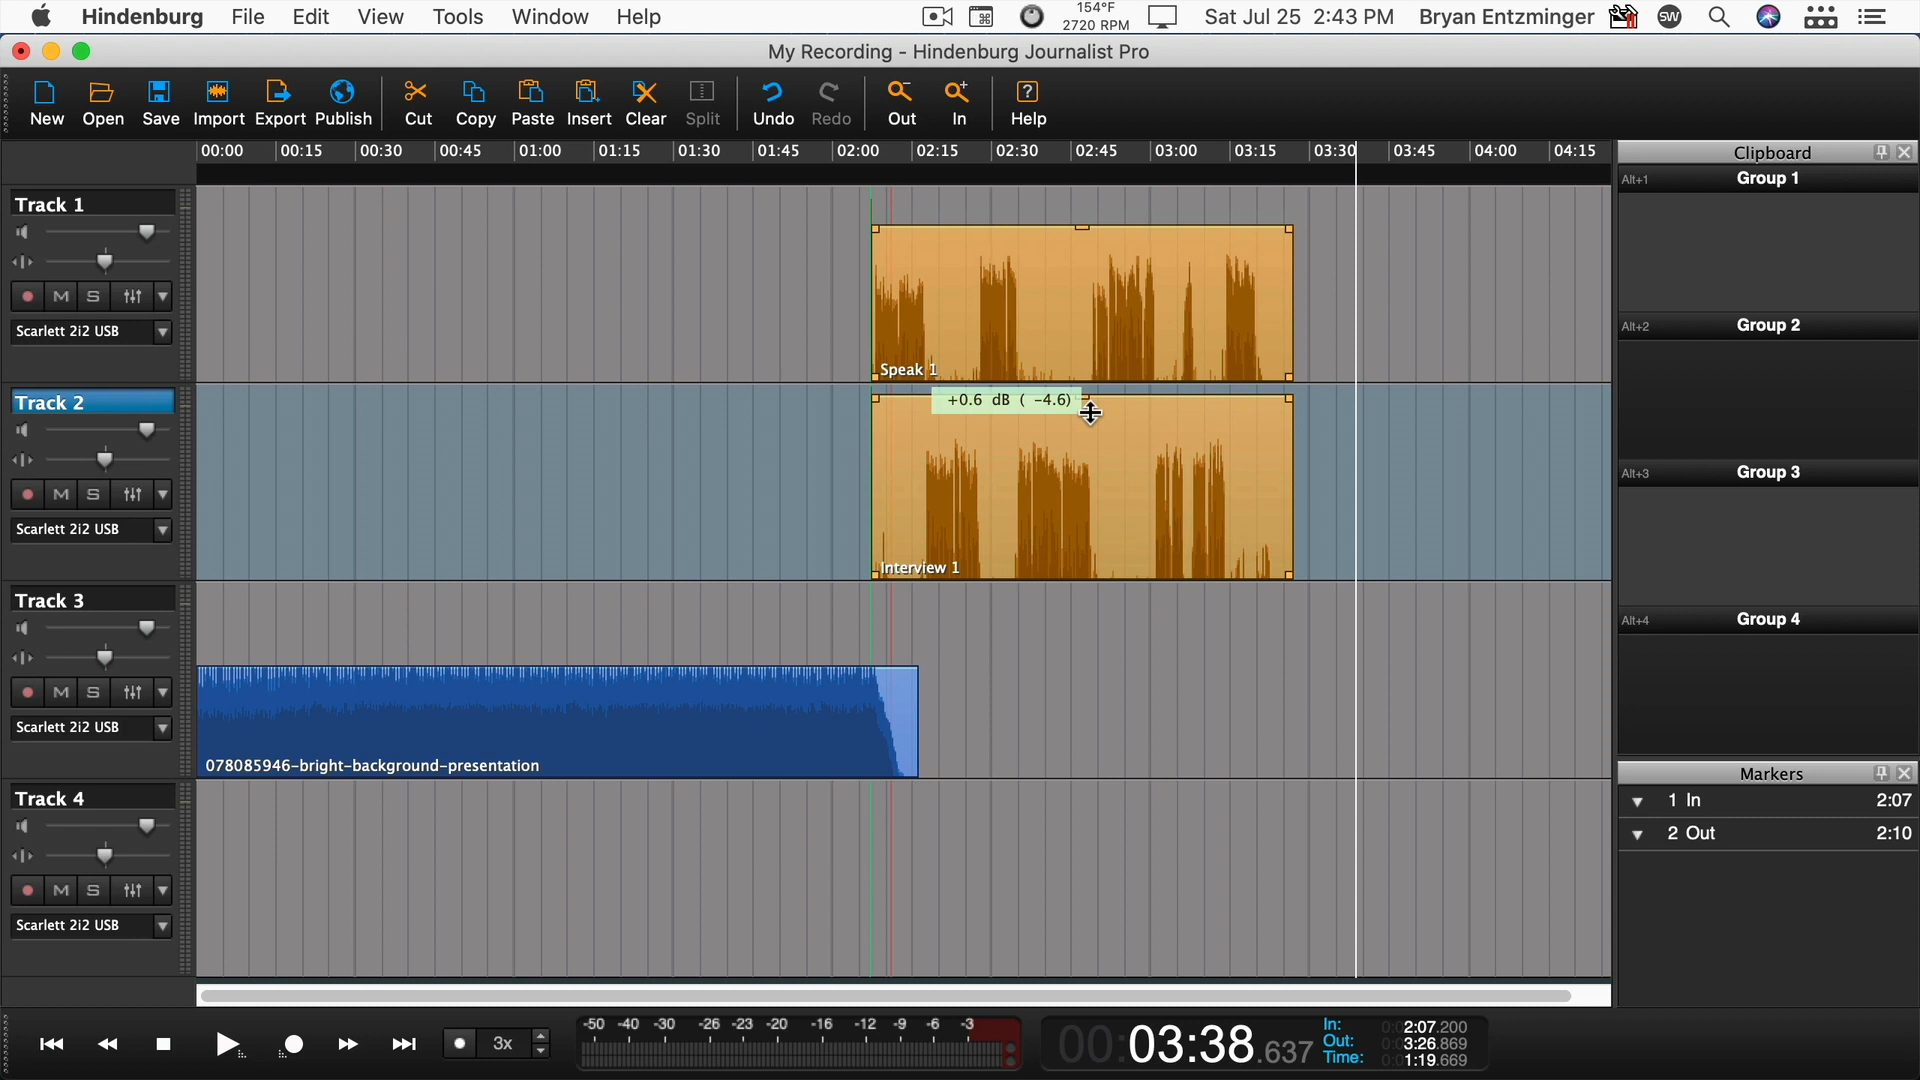 Hindenburg File Edit View Tools Window Help 154°F 2720 RPM Sat Jul 25 2:43 PM Bryan Entzminger SW
My Recording - Hindenburg Journalist Pro
New Open Save Import Export Publish Cut Copy Paste Insert Clear Split Undo Redo Out In Help
00:00 00:15 00:30 00:45 01:00 01:15 01:30 01:45 02:00 02:15 02:30 02:45 03:00 03:15 03:30 03:45 04:00 04:15
Clipboard
Alt+1 Group 1
Track 1
M S
Scarlett 2i2 USB
Speak 1
Alt+2 Group 2
Track 2
+0.6 dB ( -4.6)
M S
Scarlett 2i2 USB
Interview 1
Alt+3 Group 3
Track 3
M S
Scarlett 2i2 USB
078085946-bright-background-presentation
Alt+4 Group 4
Markers
1 In 2:07
2 Out 2:10
Track 4
M S
Scarlett 2i2 USB
3x
-50 -40 -30 -26 -23 -20 -16 -12 -9 -6 -3
00:03:38.637
In: 0:02:07.200
Out: 0:03:26.869
Time: 0:01:19.669